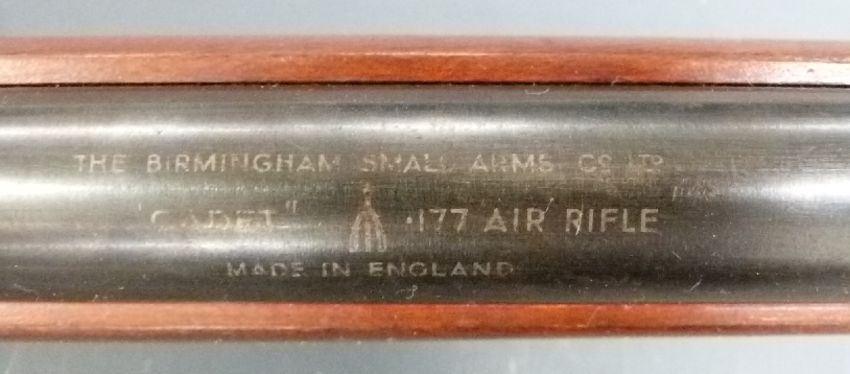 THE BIRMINGHAM SMALL ARMS CO LTD
"CADET" .177 AIR RIFLE
MADE IN ENGLAND